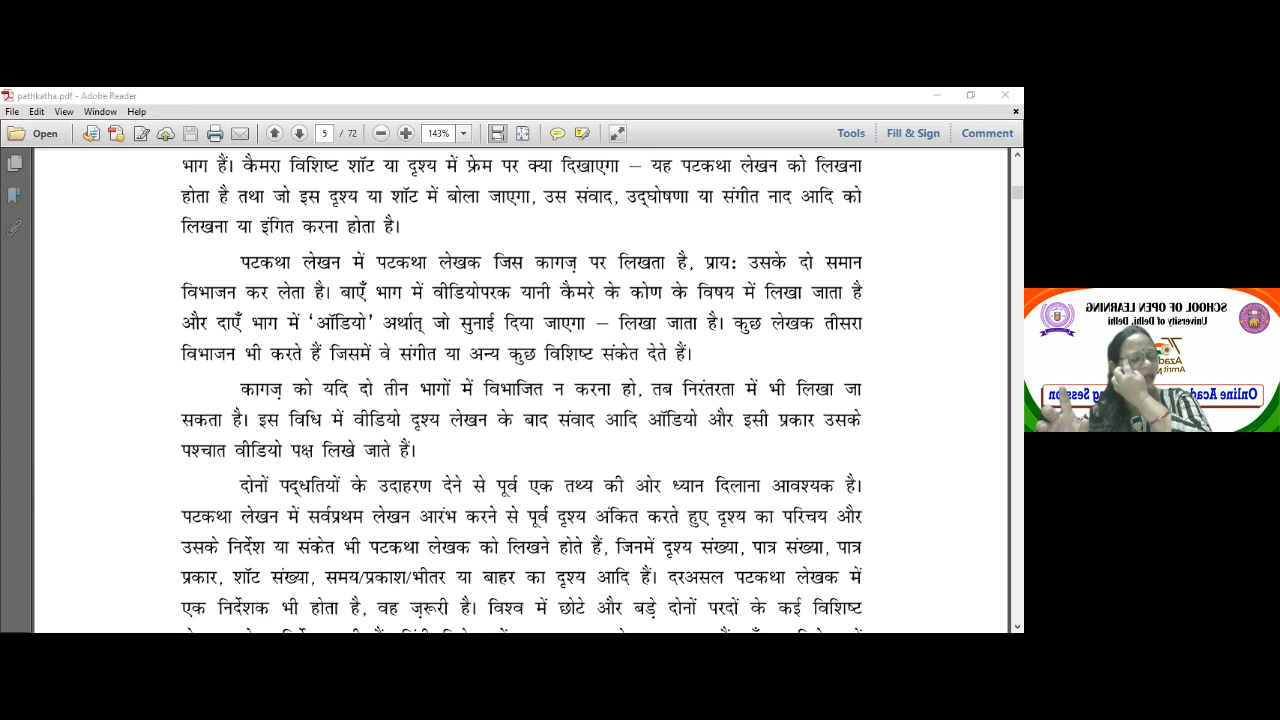 pathkatha.pdf - Adobe Reader
File Edit View Window Help
Open 5 / 72 143% Tools Fill & Sign Comment
भाग हैं। कैमरा विशिष्ट शॉट या दृश्य में फ्रेम पर क्या दिखाएगा – यह पटकथा लेखन को लिखना
होता है तथा जो इस दृश्य या शॉट में बोला जाएगा, उस संवाद, उद्घोषणा या संगीत नाद आदि को
लिखना या इंगित करना होता है।
पटकथा लेखन में पटकथा लेखक जिस कागज़ पर लिखता है, प्राय: उसके दो समान
विभाजन कर लेता है। बाएँ भाग में वीडियोपरक यानी कैमरे के कोण के विषय में लिखा जाता है
और दाएँ भाग में ‘ऑडियो’ अर्थात् जो सुनाई दिया जाएगा – लिखा जाता है। कुछ लेखक तीसरा
विभाजन भी करते हैं जिसमें वे संगीत या अन्य कुछ विशिष्ट संकेत देते हैं।
कागज़ को यदि दो तीन भागों में विभाजित न करना हो, तब निरंतरता में भी लिखा जा
सकता है। इस विधि में वीडियो दृश्य लेखन के बाद संवाद आदि ऑडियो और इसी प्रकार उसके
पश्चात वीडियो पक्ष लिखे जाते हैं।
दोनों पद्धतियों के उदाहरण देने से पूर्व एक तथ्य की ओर ध्यान दिलाना आवश्यक है।
पटकथा लेखन में सर्वप्रथम लेखन आरंभ करने से पूर्व दृश्य अंकित करते हुए दृश्य का परिचय और
उसके निर्देश या संकेत भी पटकथा लेखक को लिखने होते हैं, जिनमें दृश्य संख्या, पात्र संख्या, पात्र
प्रकार, शॉट संख्या, समय/प्रकाश/भीतर या बाहर का दृश्य आदि हैं। दरअसल पटकथा लेखक में
एक निर्देशक भी होता है, वह ज़रूरी है। विश्व में छोटे और बड़े दोनों परदों के कई विशिष्ट
SCHOOL OF OPEN LEARNING
University of Delhi, Delhi
75
Azad
Amrit M
Online Acad
g Session